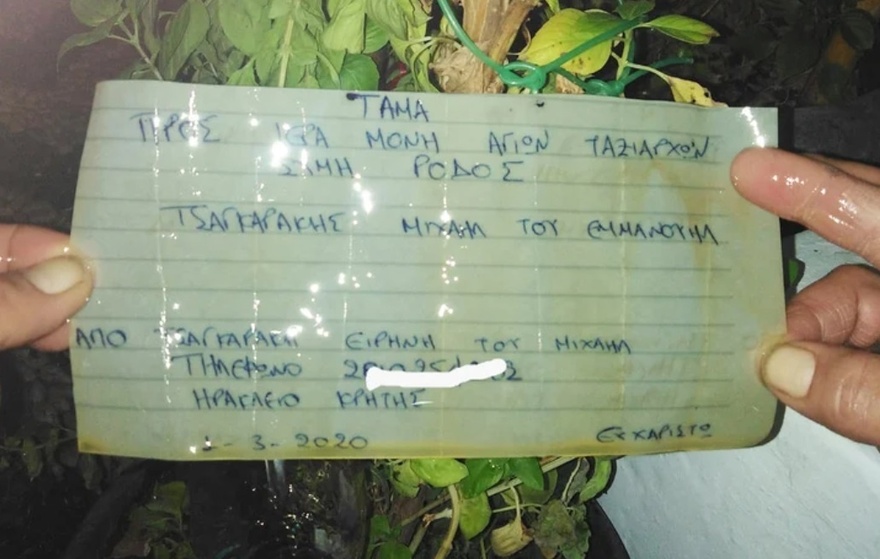 ΤΑΜΑ
ΠΡΟΣ ΙΕΡΑ ΜΟΝΗ ΑΓΙΩΝ ΤΑΞΙΑΡΧΩΝ
ΣΥΜΗ ΡΟΔΟΣ
ΤΣΑΓΚΑΡΑΚΗΣ ΜΙΧΑΗΛ ΤΟΥ ΕΜΜΑΝΟΥΗΛ
ΑΠΟ ΤΣΑΓΚΑΡΑΚΗ ΕΙΡΗΝΗ ΤΟΥ ΜΙΧΑΗΛ
ΤΗΛΕΦΩΝΟ
ΗΡΑΚΛΕΙΟ ΚΡΗΤΗΣ
3-2020 ΕΥΧΑΡΙΣΤΩ